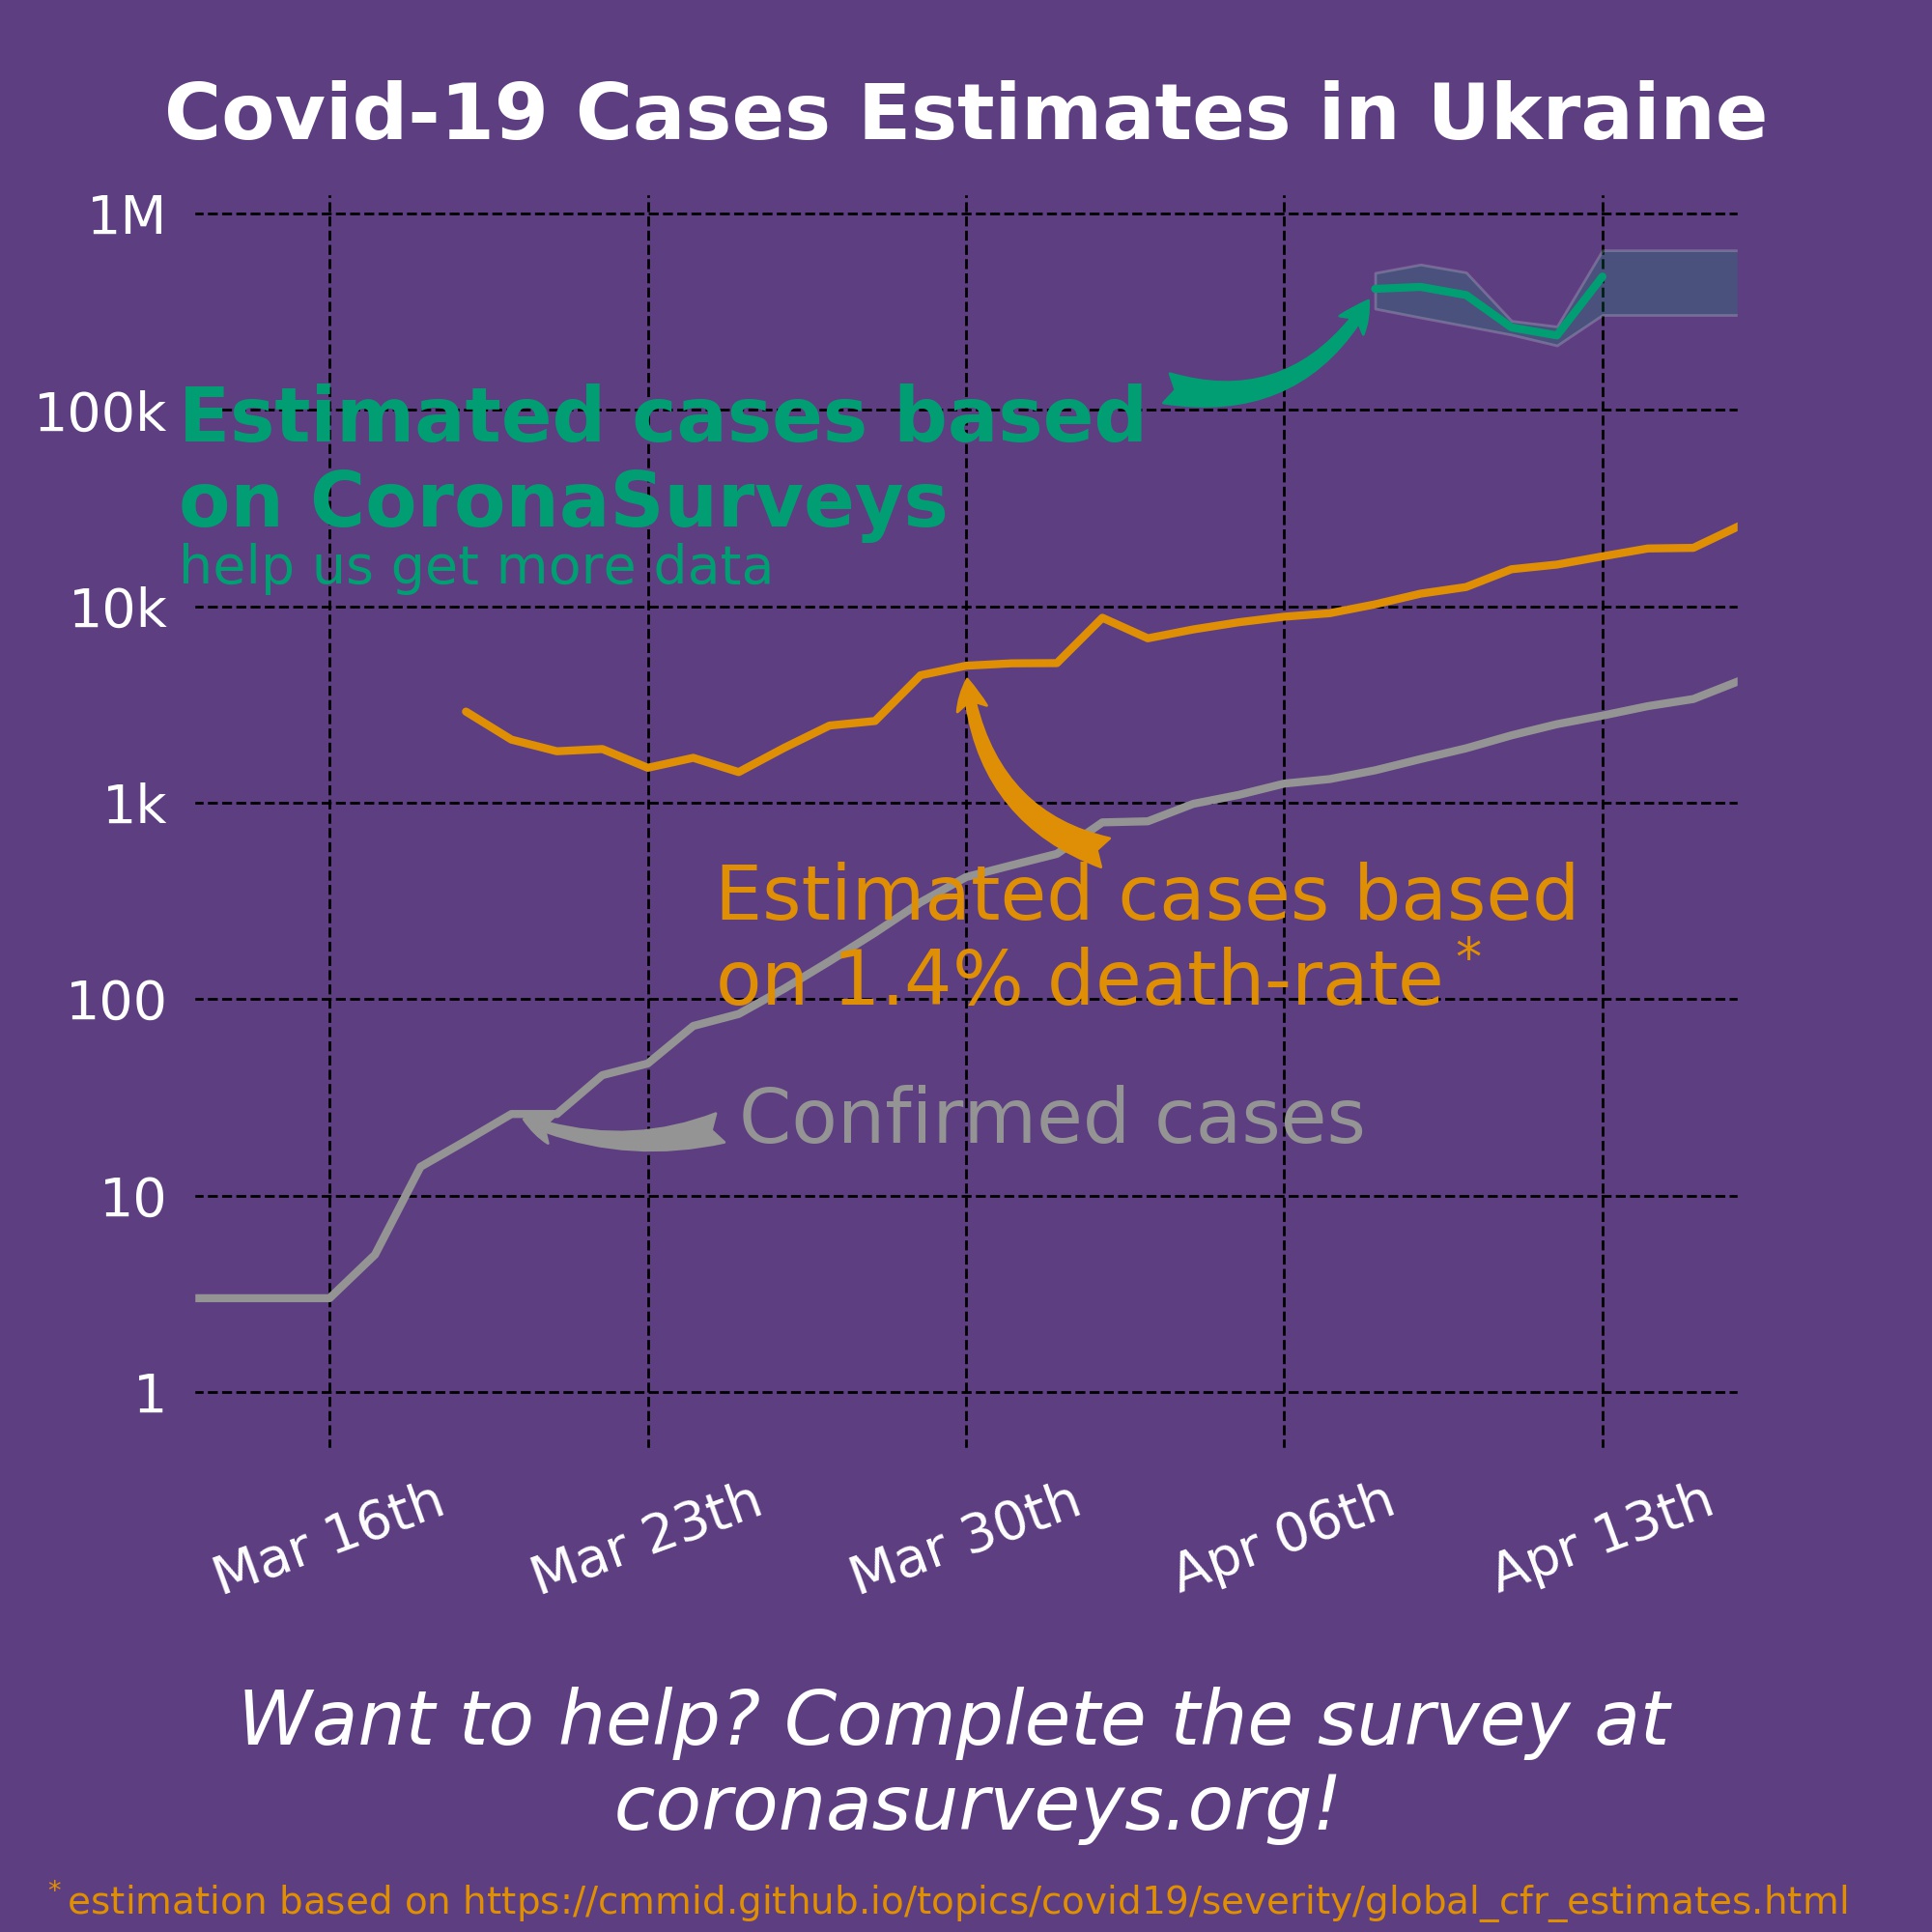 Covid-19 Cases Estimates in Ukraine
1M
100k
Estimated cases based
on CoronaSurveys
help us get more data
10k
1k
Estimated cases based
on 1.4% death-rate*
100
Confirmed cases
10
1
Mar 16th Mar 23th Mar 30th Apr 06th Apr 13th
Want to help? Complete the survey at
coronasurveys.org!
*estimation based on https://cmmid.github.io/topics/covid19/severity/global_cfr_estimates.html